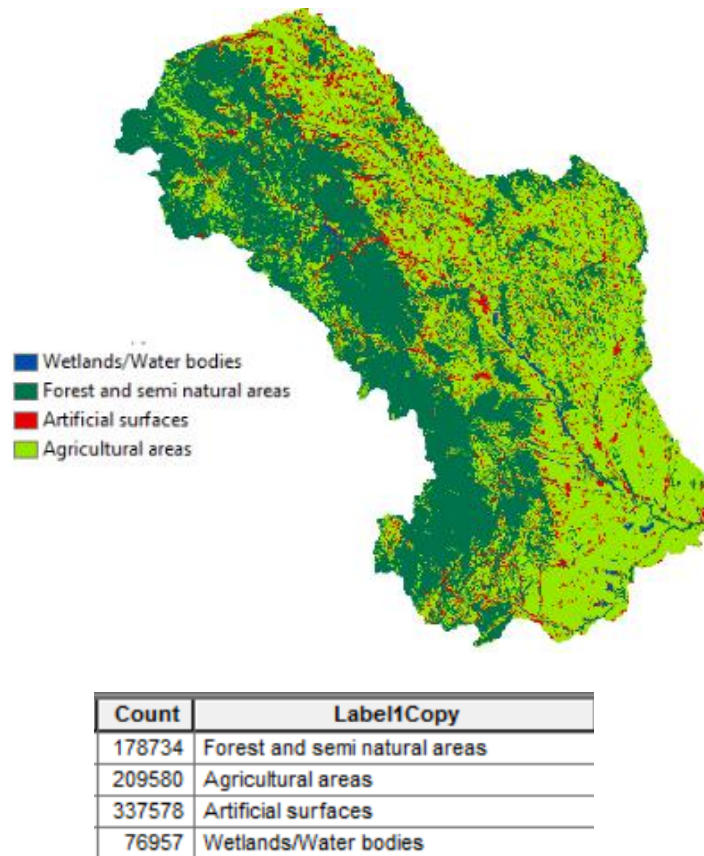 Wetlands/Water bodies
Forest and semi natural areas
Artificial surfaces
Agricultural areas
Count Label1Copy
178734 Forest and semi natural areas
209580 Agricultural areas
337578 Artificial surfaces
76957 Wetlands/Water bodies